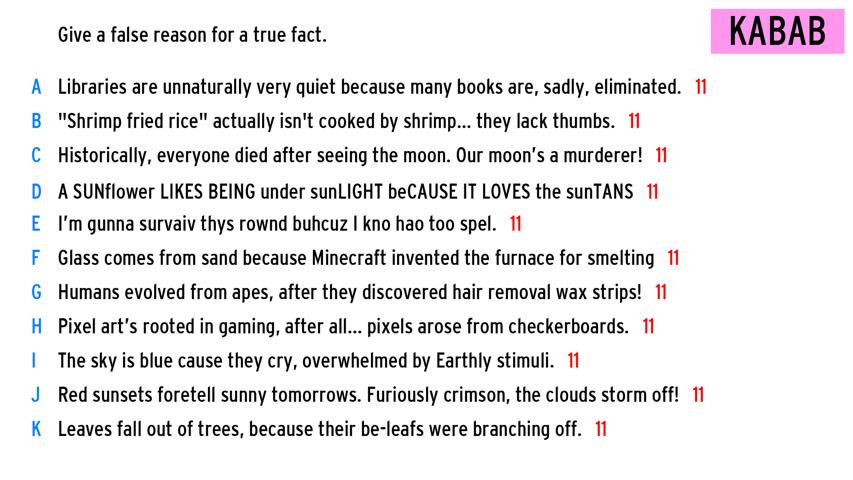 Give a false reason for a true fact.
KABAB
A Libraries are unnaturally very quiet because many books are, sadly, eliminated. 11
B "Shrimp fried rice" actually isn't cooked by shrimp... they lack thumbs. 11
C Historically, everyone died after seeing the moon. Our moon’s a murderer! 11
D A SUNflower LIKES BEING under sunLIGHT beCAUSE IT LOVES the sunTANS 11
E I’m gunna survaiv thys rownd buhcuz I kno hao too spel. 11
F Glass comes from sand because Minecraft invented the furnace for smelting 11
G Humans evolved from apes, after they discovered hair removal wax strips! 11
H Pixel art’s rooted in gaming, after all... pixels arose from checkerboards. 11
I The sky is blue cause they cry, overwhelmed by Earthly stimuli. 11
J Red sunsets foretell sunny tomorrows. Furiously crimson, the clouds storm off! 11
K Leaves fall out of trees, because their be-leafs were branching off. 11